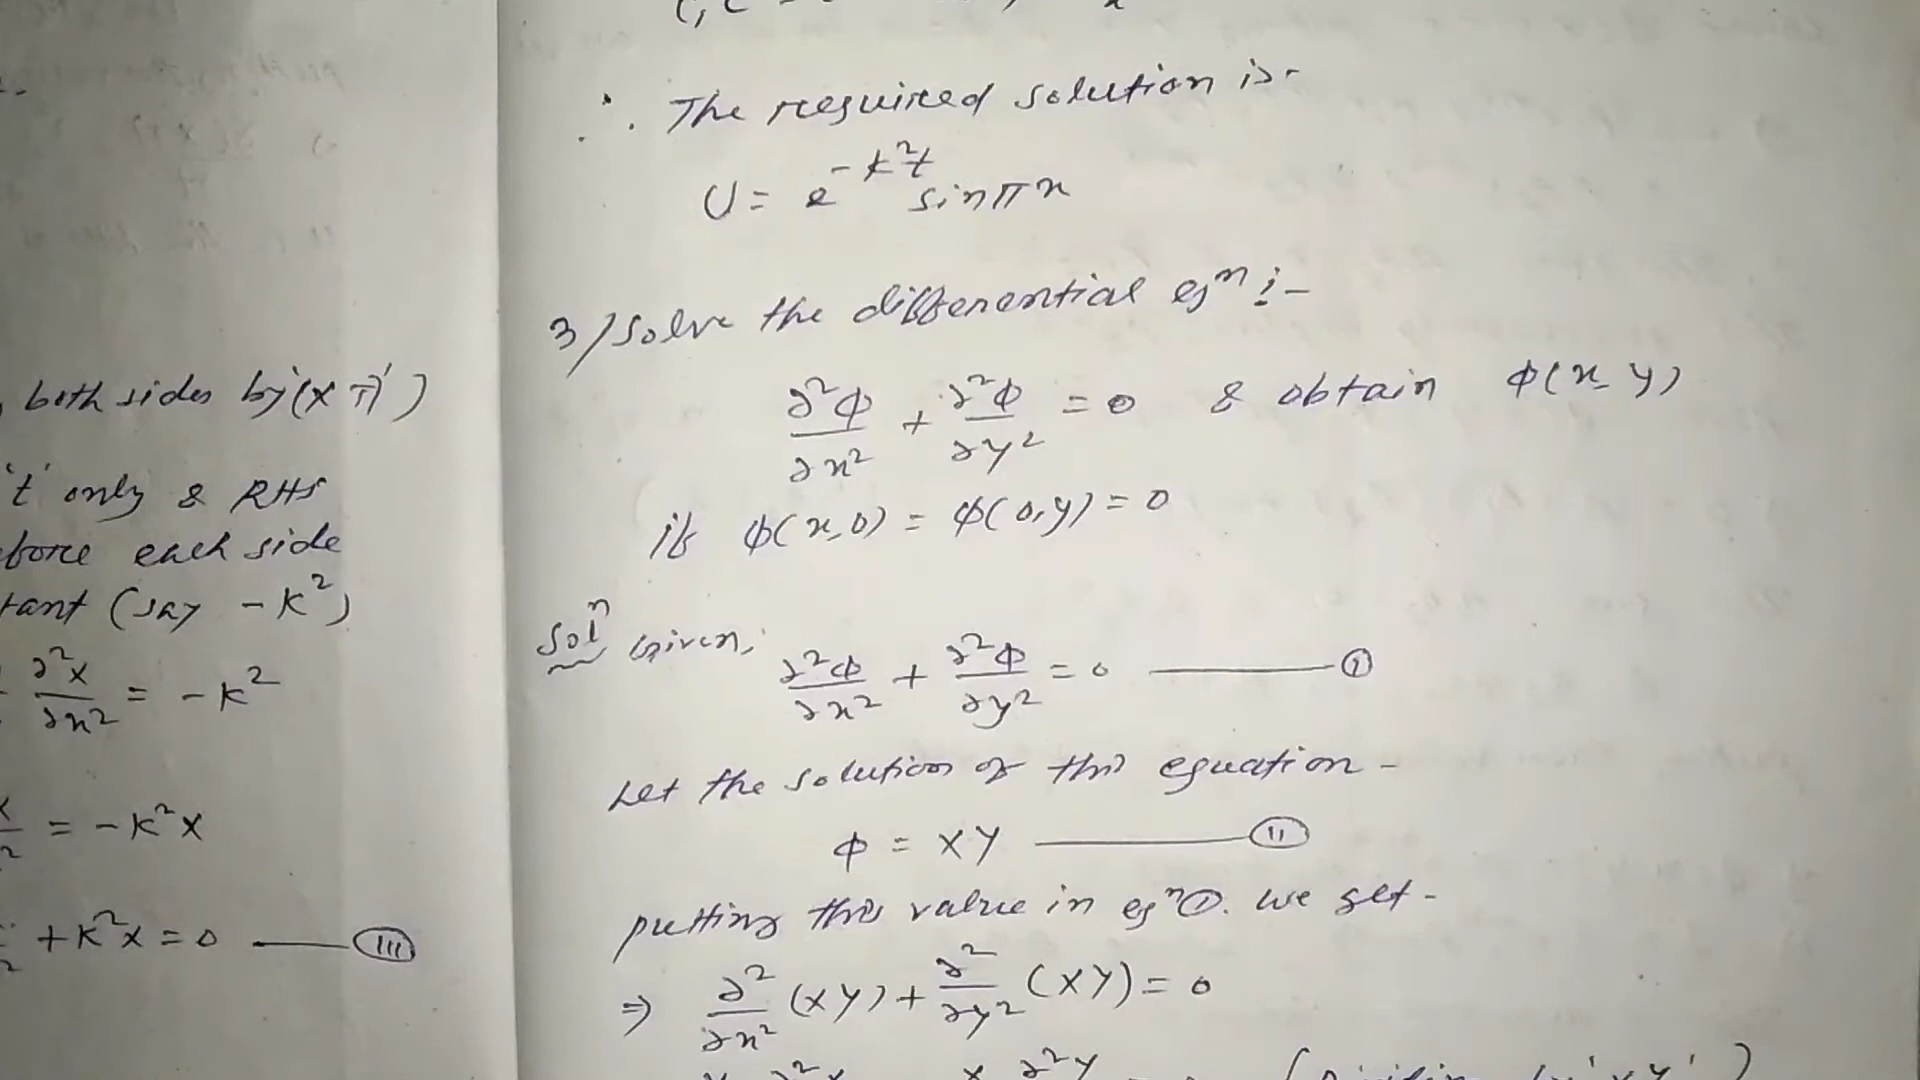 both sides by (X T)
't' only & RHS
each side
(say - k²)
∂²x/∂x² = - k²
= - k²x
+ k²x = 0 —— (III)
∴ The required solution is -
U = e^(-k²t) sin πx
3/ Solve the differential eqⁿ :-
∂²φ/∂x² + ∂²φ/∂y² = 0 & obtain φ(x, y)
if φ(x, 0) = φ(0, y) = 0
Solⁿ Given,
∂²φ/∂x² + ∂²φ/∂y² = 0 —— (I)
Let the solution of this equation -
φ = XY —— (II)
putting this value in eqⁿ (I). we get -
⇒ ∂²/∂x² (XY) + ∂²/∂y² (XY) = 0